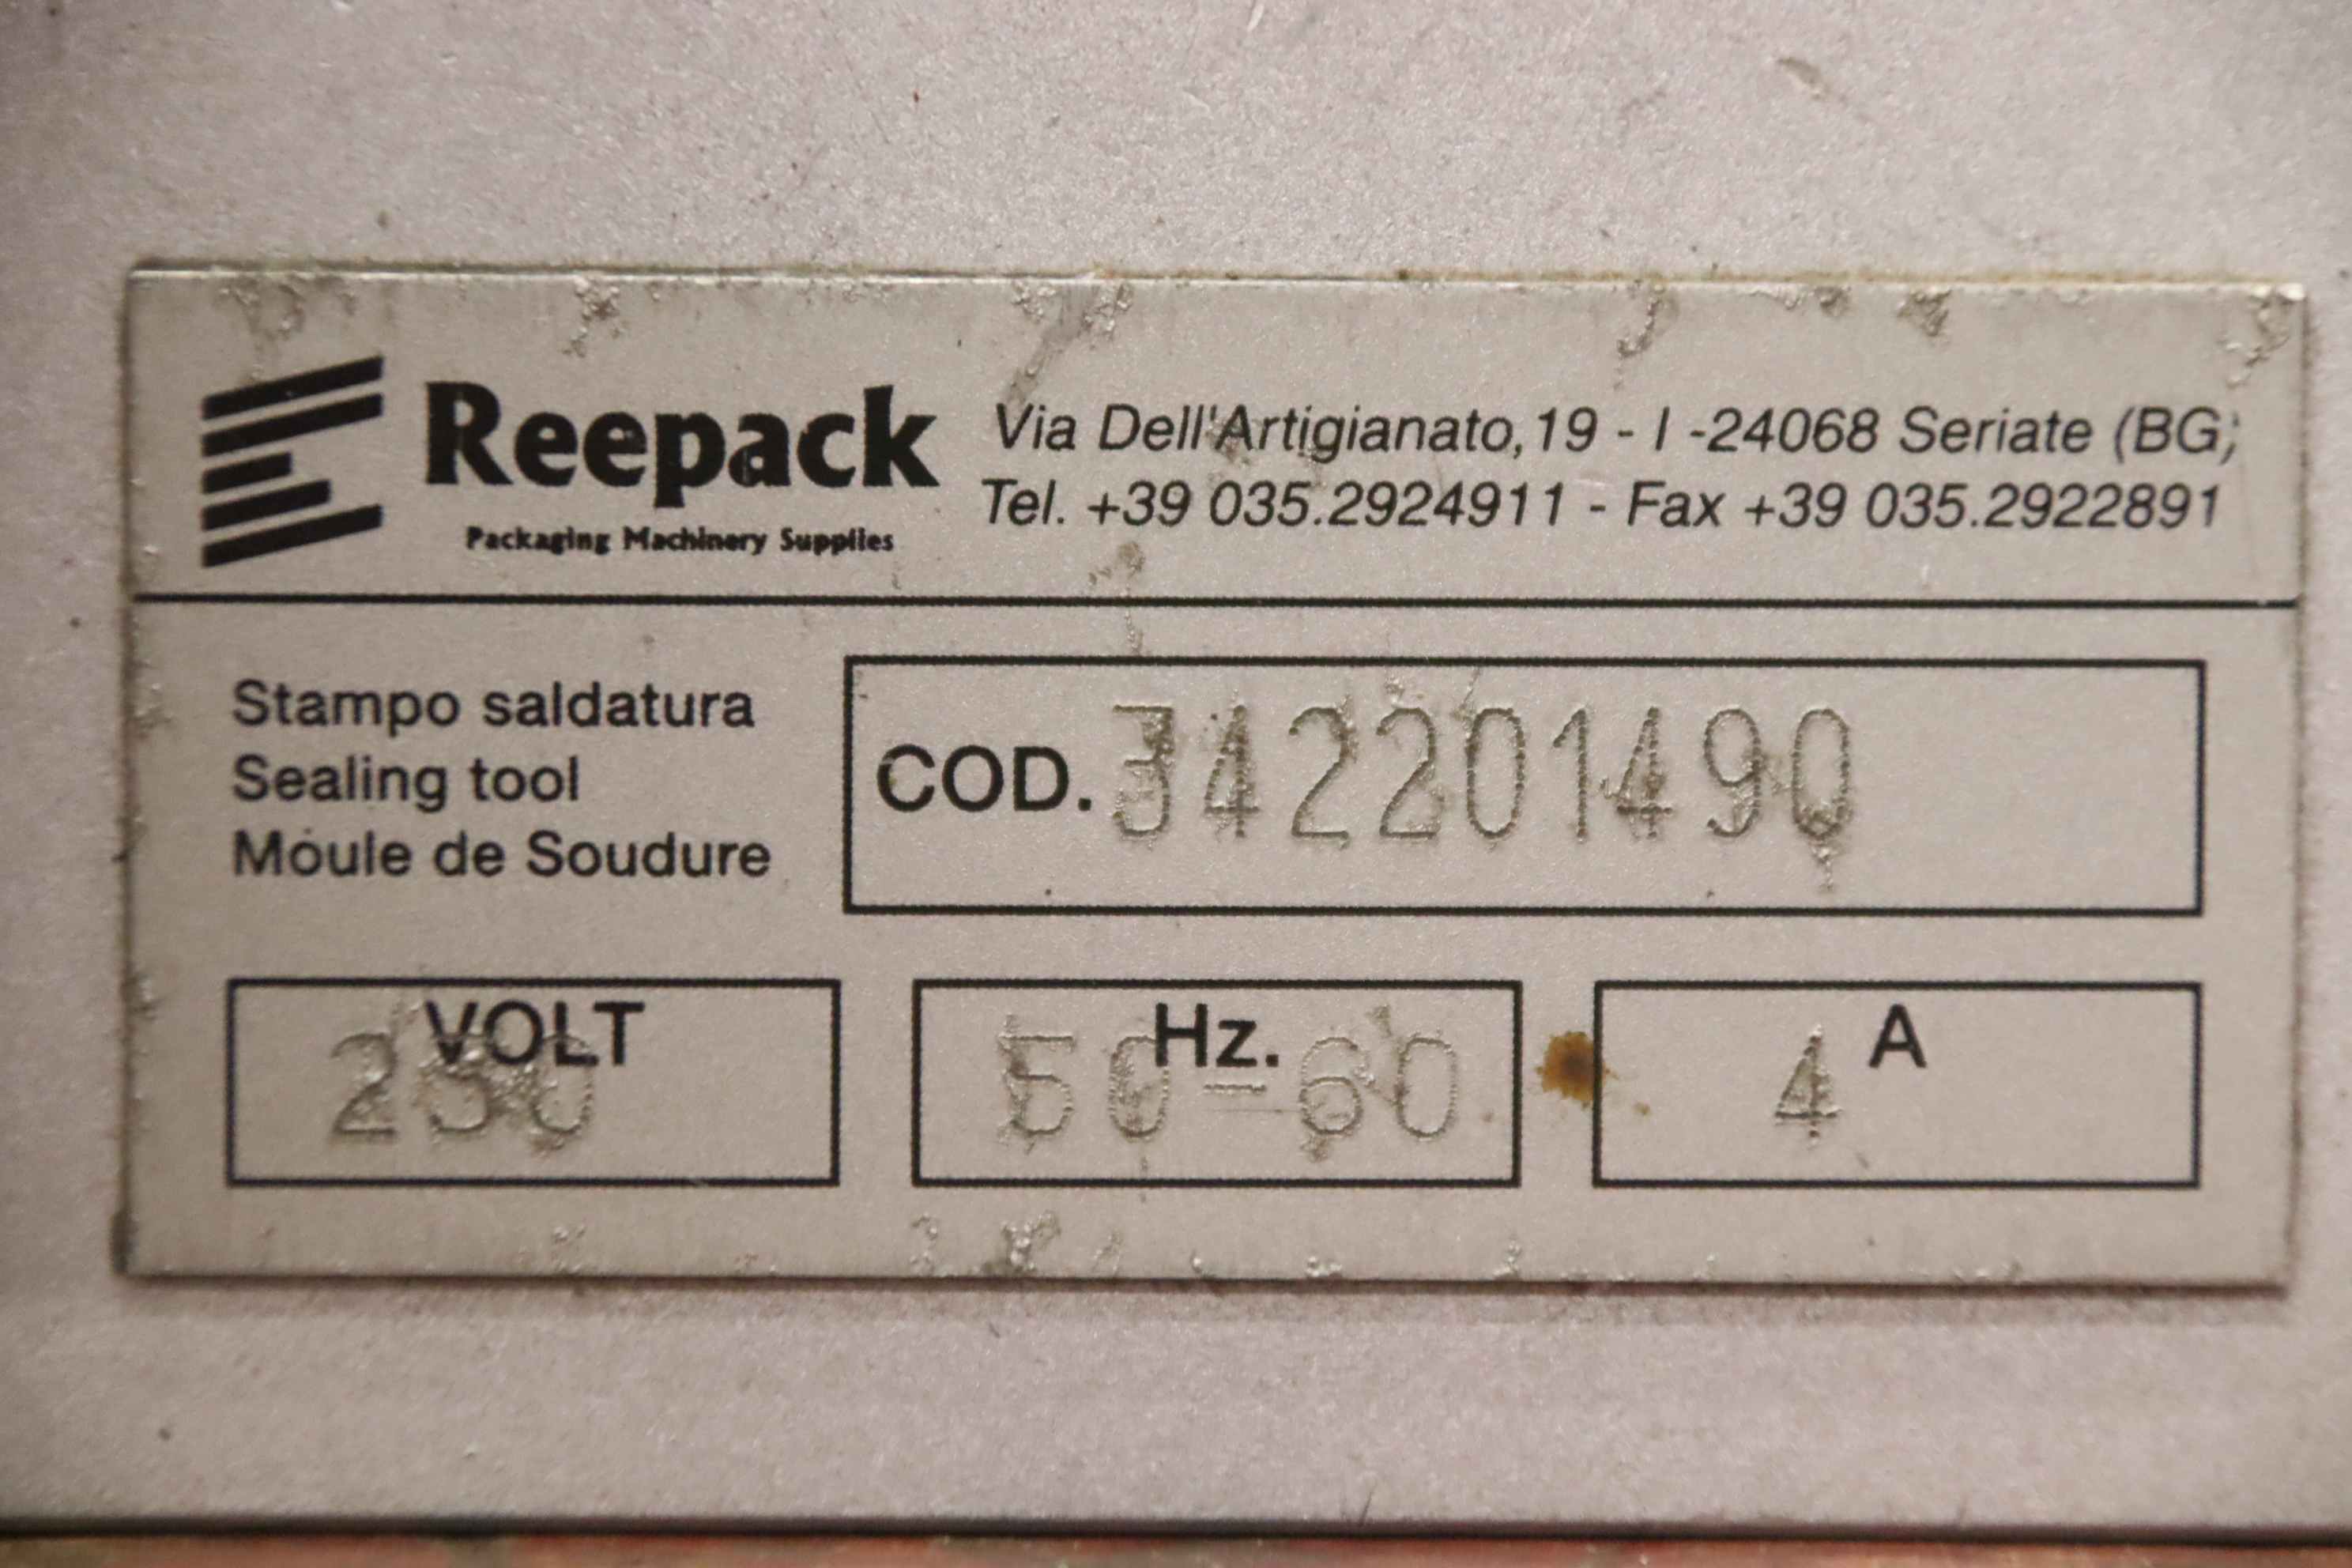 Reepack
Packaging Machinery Supplies
Via Dell'Artigianato, 19 - I -24068 Seriate (BG)
Tel. +39 035.2924911 - Fax +39 035.2922891
Stampo saldatura
Sealing tool
Moule de Soudure
COD. 342201490
VOLT
230
Hz.
50-60
A
4